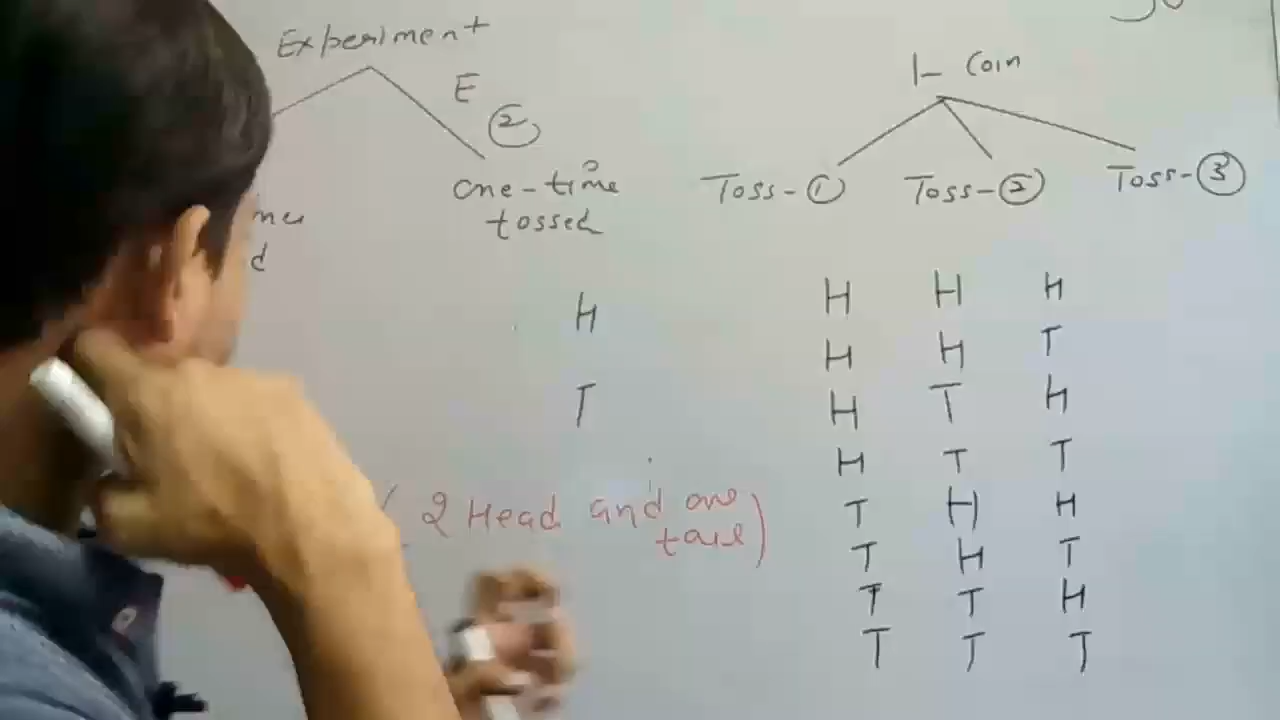 Experiment
E
②
one-time
tossed
H
T
( 2 Head and one
tail)
1- Coin
Toss-① Toss-② Toss-③
H H H
H H T
H T H
H T T
T H H
T H T
T T H
T T T